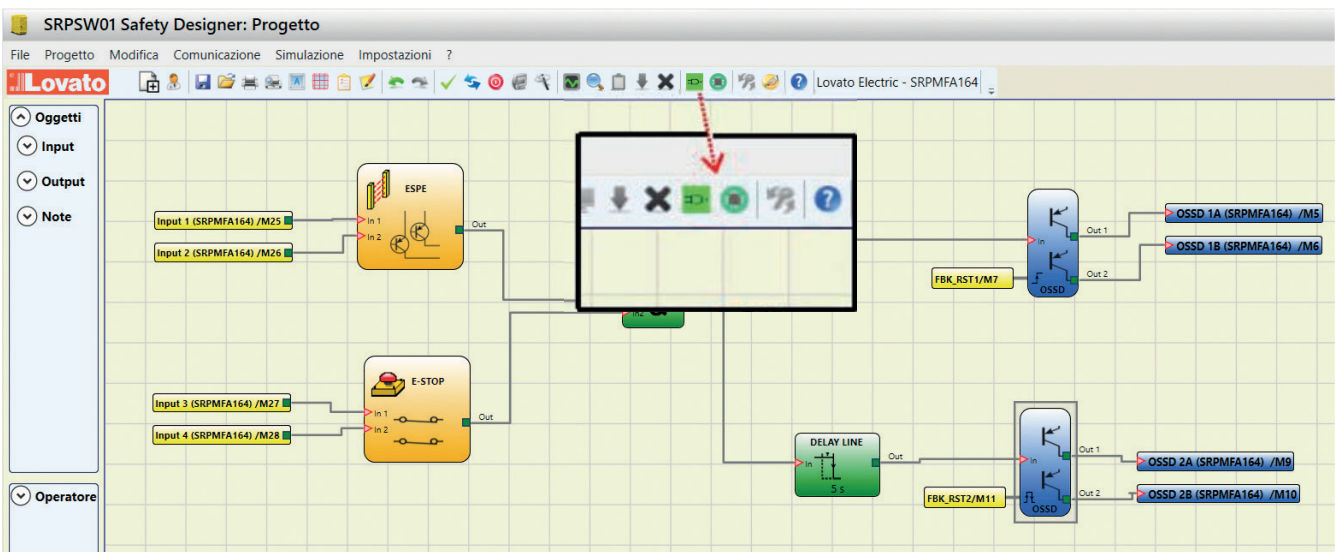 SRPSW01 Safety Designer: Progetto
File Progetto Modifica Comunicazione Simulazione Impostazioni ?
Lovato
Lovato Electric - SRPMFA164
Oggetti
Input
Output
Note
Operatore
ESPE
Input 1 (SRPMFA164) /M25
In 1
Out
Input 2 (SRPMFA164) /M26
In 2
In2
E-STOP
Input 3 (SRPMFA164) /M27
In 1
Out
Input 4 (SRPMFA164) /M28
In 2
OSSD 1A (SRPMFA164) /M5
Out 1
In
OSSD 1B (SRPMFA164) /M6
FBK_RST1/M7
Out 2
OSSD
DELAY LINE
In
Out
5 s
Out 1
In
OSSD 2A (SRPMFA164) /M9
FBK_RST2/M11
Out 2
OSSD 2B (SRPMFA164) /M10
OSSD